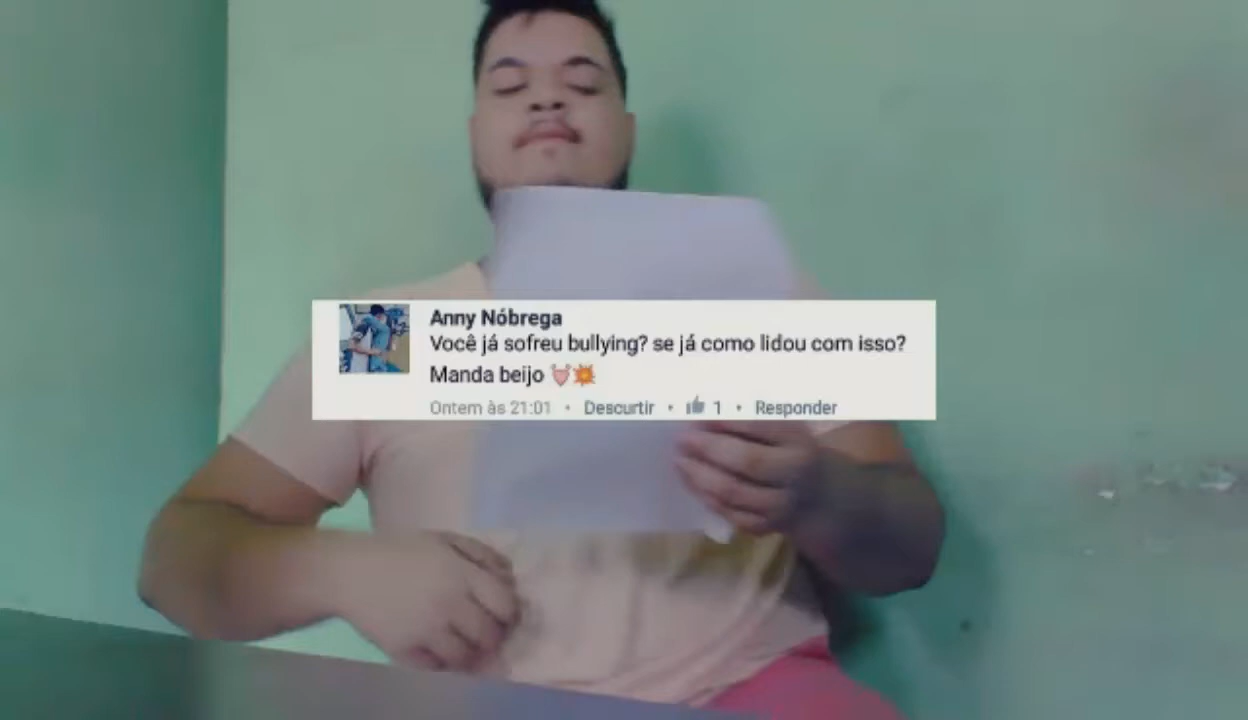 Anny Nóbrega
Você já sofreu bullying? se já como lidou com isso?
Manda beijo 💘💥
Ontem às 21:01 • Descurtir • 👍 1 • Responder